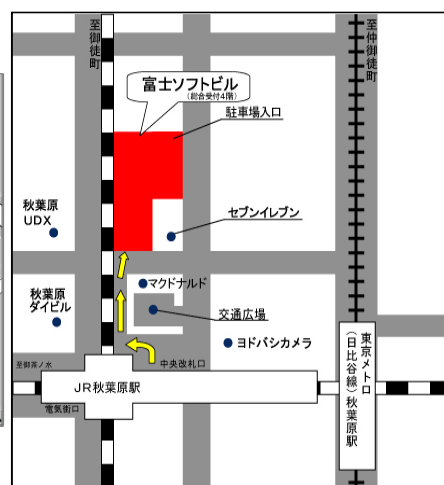 至御徒町
至仲御徒町
富士ソフトビル
(総合受付4階)
駐車場入口
秋葉原
UDX
セブンイレブン
マクドナルド
秋葉原
ダイビル
交通広場
ヨドバシカメラ
至御茶ノ水
中央改札口
JR秋葉原駅
電気街口
東京メトロ
(日比谷線)秋葉原駅